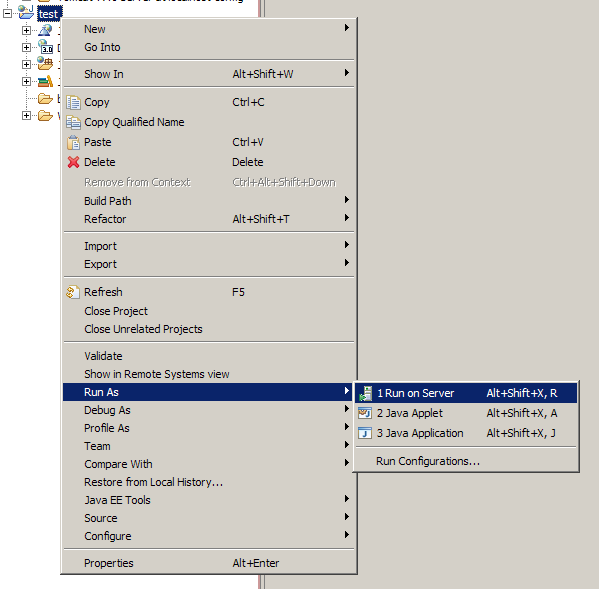 test
New
Go Into
Show In Alt+Shift+W
Copy Ctrl+C
Copy Qualified Name
Paste Ctrl+V
Delete Delete
Remove from Context Ctrl+Alt+Shift+Down
Build Path
Refactor Alt+Shift+T
Import
Export
Refresh F5
Close Project
Close Unrelated Projects
Validate
Show in Remote Systems view
Run As
1 Run on Server Alt+Shift+X, R
Debug As
2 Java Applet Alt+Shift+X, A
Profile As
3 Java Application Alt+Shift+X, J
Team
Compare With
Run Configurations...
Restore from Local History...
Java EE Tools
Source
Configure
Properties Alt+Enter